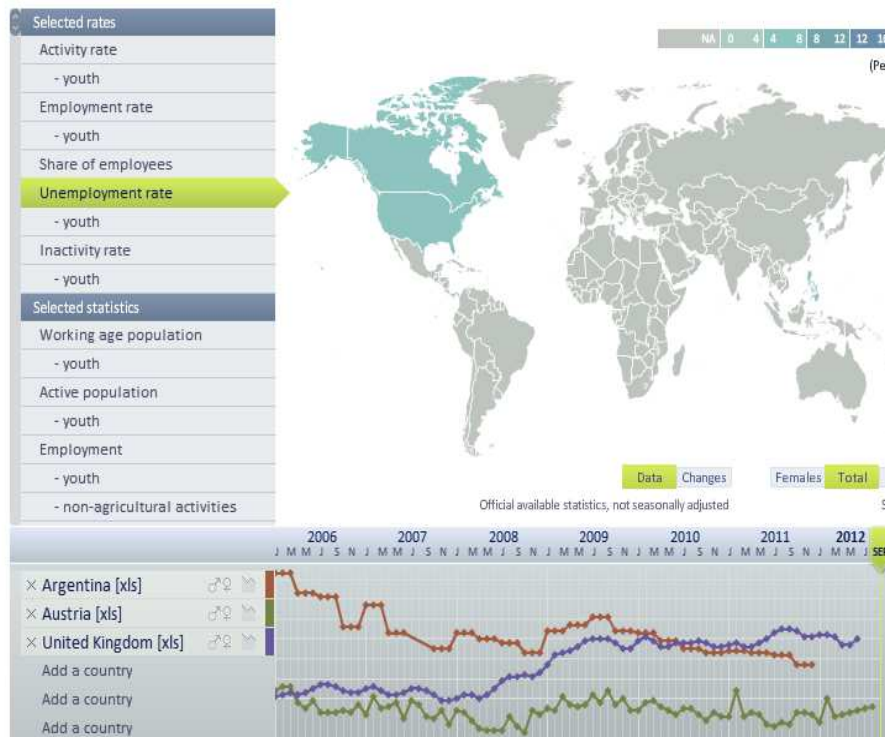 Selected rates
Activity rate
- youth
Employment rate
- youth
Share of employees
Unemployment rate
- youth
Inactivity rate
- youth
Selected statistics
Working age population
- youth
Active population
- youth
Employment
- youth
- non-agricultural activities
NA 0 4 4 8 8 12 12
(Pe
Data Changes
Females Total
Official available statistics, not seasonally adjusted
S
2006 2007 2008 2009 2010 2011 2012
J M M J S N J M M J S N J M M J S N J M M J S N J M M J S N J M M J S N J M M J SE
× Argentina [xls]
× Austria [xls]
× United Kingdom [xls]
Add a country
Add a country
Add a country